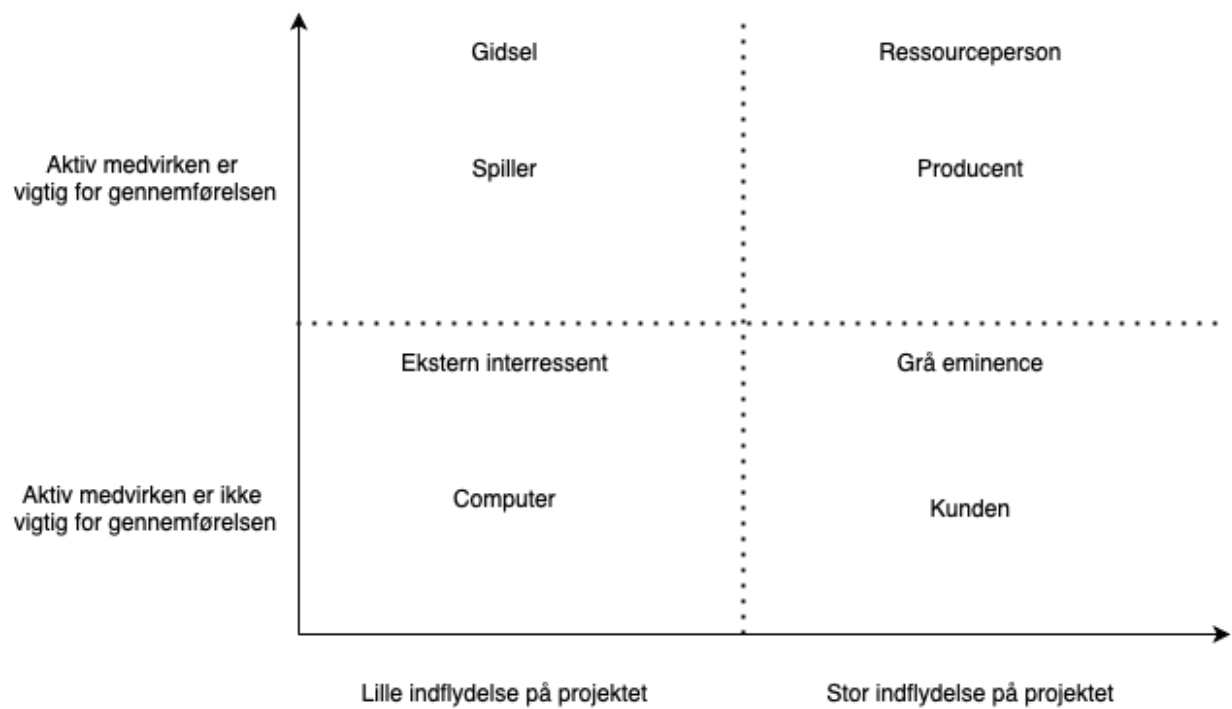 Gidsel
Ressourceperson
Aktiv medvirken er
vigtig for gennemførelsen
Spiller
Producent
Ekstern interressent
Grå eminence
Aktiv medvirken er ikke
vigtig for gennemførelsen
Computer
Kunden
Lille indflydelse på projektet
Stor indflydelse på projektet